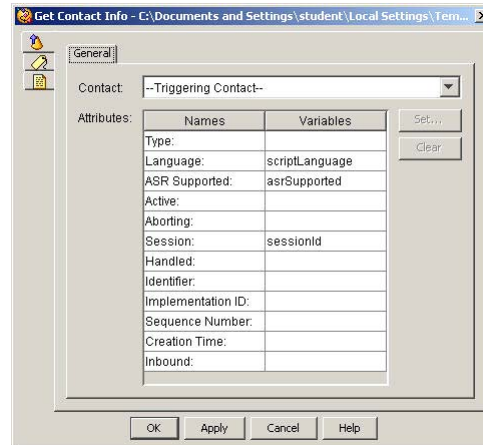 Get Contact Info - C:\Documents and Settings\student\Local Settings\Tem...
General
Contact: --Triggering Contact--
Attributes: Names Variables Set...
Type: Clear
Language: scriptLanguage
ASR Supported: asrSupported
Active:
Aborting:
Session: sessionId
Handled:
Identifier:
Implementation ID:
Sequence Number:
Creation Time:
Inbound:
OK Apply Cancel Help